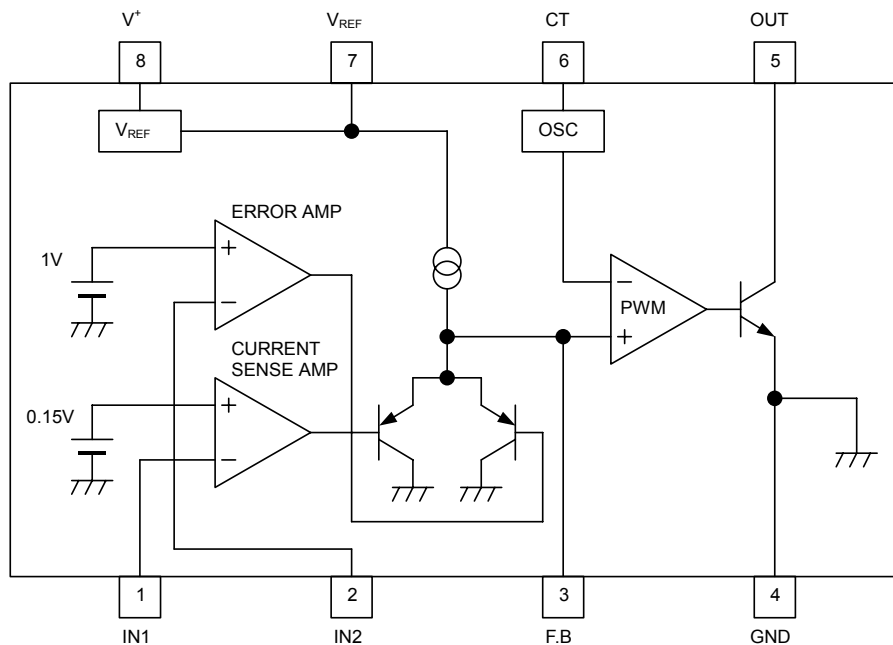 V+ VREF CT OUT
8 7 6 5
VREF OSC
ERROR AMP
+
1V
−
− PWM
+
CURRENT
SENSE AMP
+
0.15V
−
1 2 3 4
IN1 IN2 F.B GND